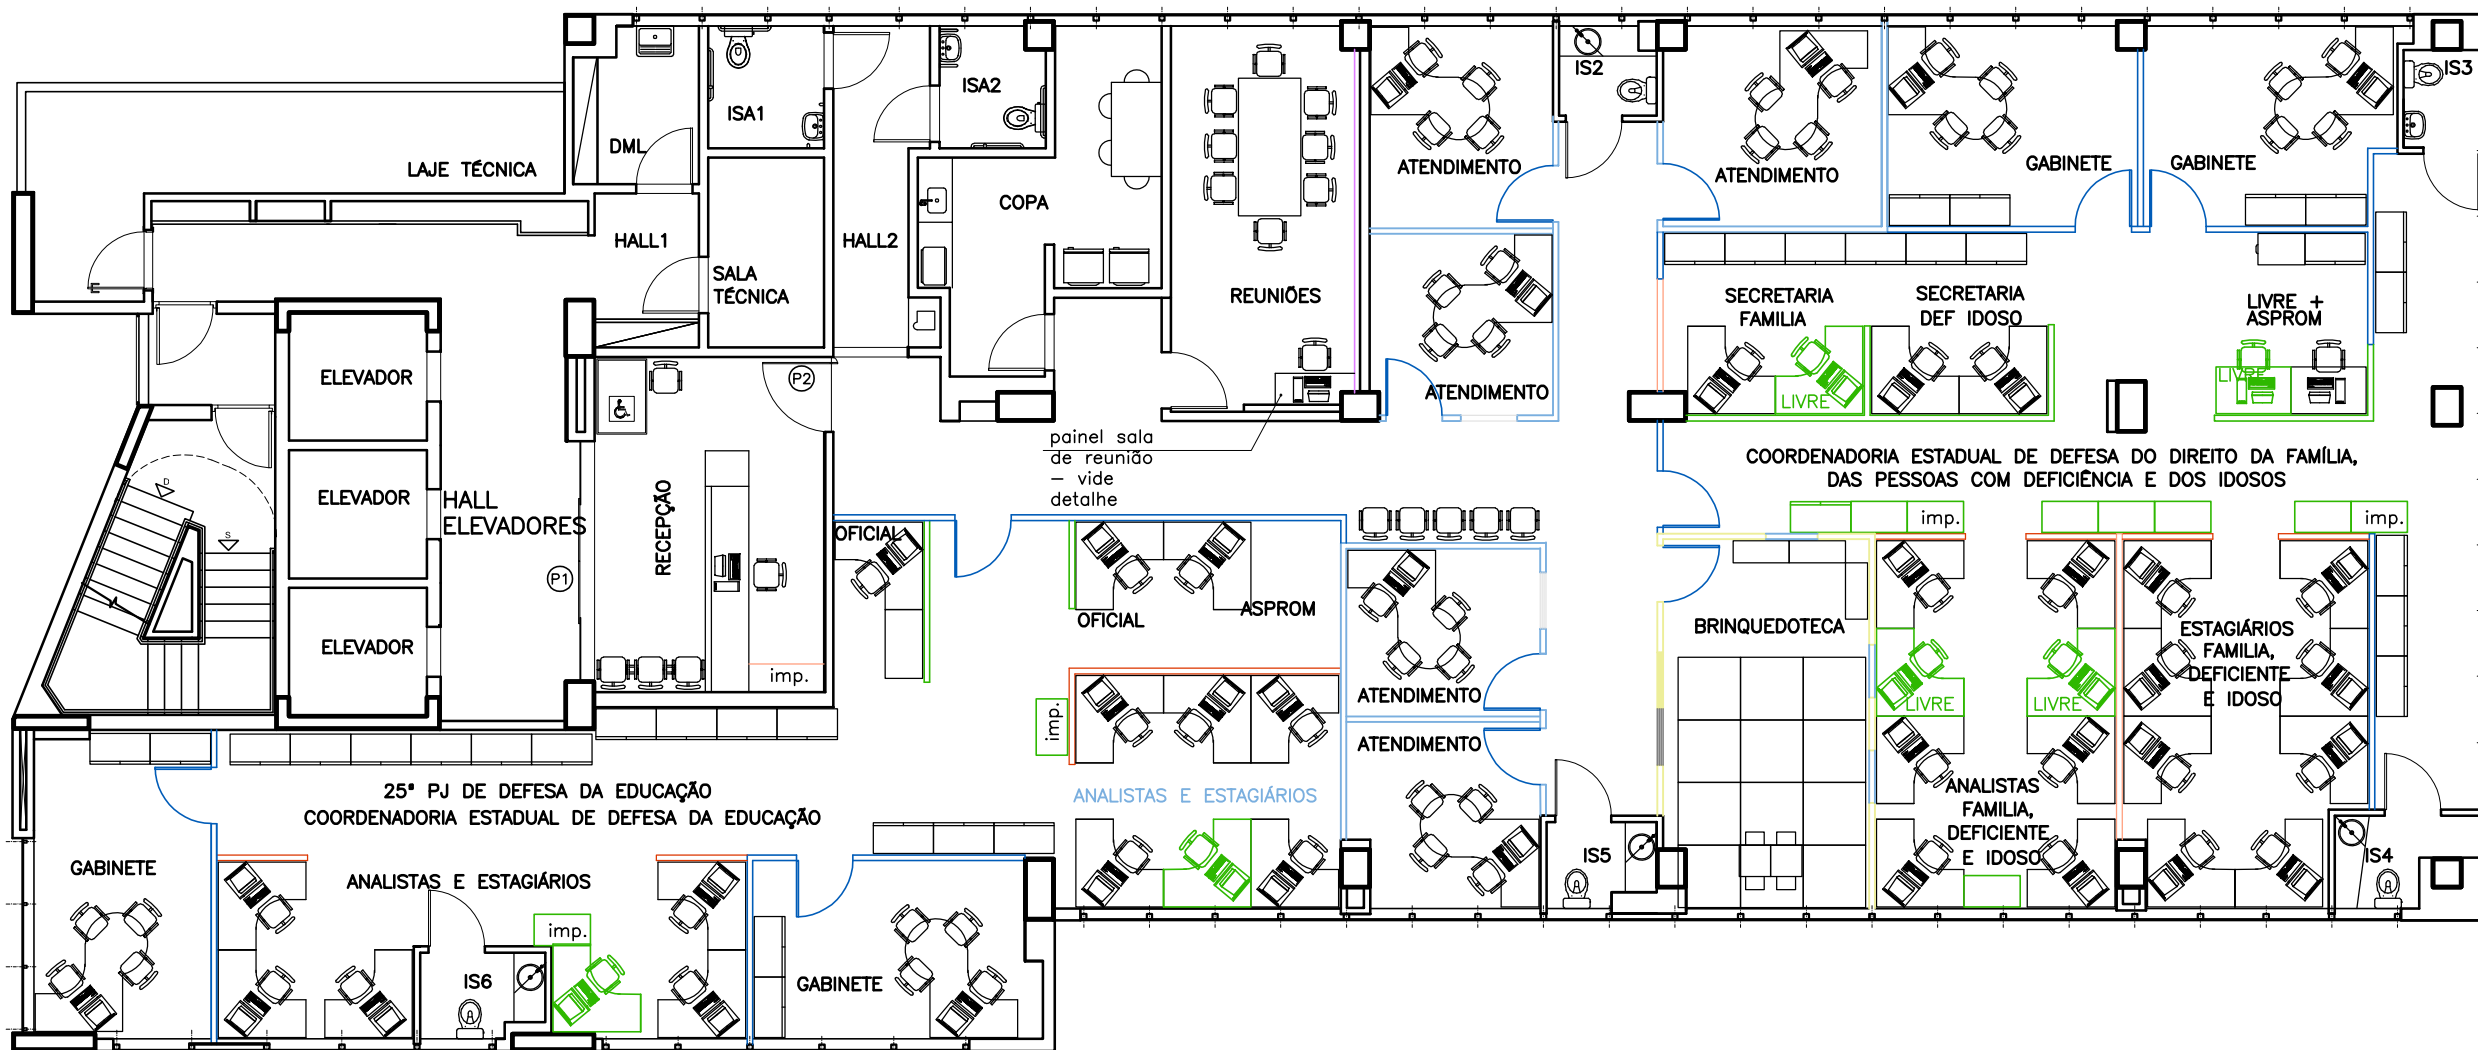 IS2
IS3
ISA2
ISA1
DML
LAJE TÉCNICA
ATENDIMENTO
ATENDIMENTO
GABINETE
GABINETE
COPA
HALL1
HALL2
SALA
TÉCNICA
E
REUNIÕES
SECRETARIA
FAMILIA
SECRETARIA
DEF IDOSO
LIVRE +
ASPROM
ELEVADOR
P2
ATENDIMENTO
LIVRE
LIVRE
painel sala
de reunião
– vide
detalhe
COORDENADORIA ESTADUAL DE DEFESA DO DIREITO DA FAMÍLIA,
DAS PESSOAS COM DEFICIÊNCIA E DOS IDOSOS
D
S
ELEVADOR
HALL
ELEVADORES
RECEPÇÃO
P1
OFICIAL
imp.
imp.
OFICIAL
ASPROM
BRINQUEDOTECA
ESTAGIÁRIOS
FAMILIA,
DEFICIENTE
E IDOSO
ELEVADOR
imp.
imp.
ATENDIMENTO
LIVRE
LIVRE
ATENDIMENTO
25ª PJ DE DEFESA DA EDUCAÇÃO
COORDENADORIA ESTADUAL DE DEFESA DA EDUCAÇÃO
ANALISTAS E ESTAGIÁRIOS
ANALISTAS
FAMILIA,
DEFICIENTE
E IDOSO
IS5
IS4
GABINETE
ANALISTAS E ESTAGIÁRIOS
imp.
IS6
GABINETE